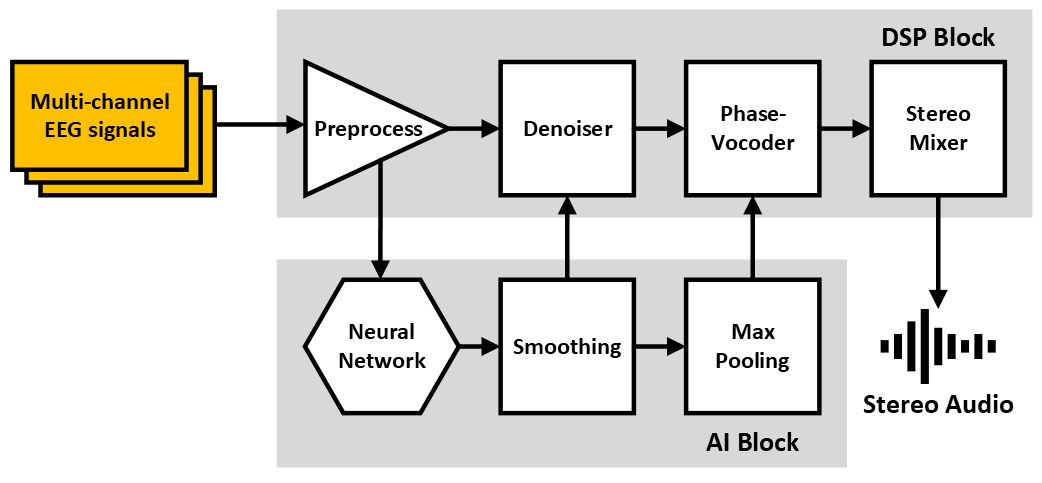 DSP Block
Multi-channel
EEG signals
Preprocess
Denoiser
Phase-
Vocoder
Stereo
Mixer
Neural
Network
Smoothing
Max
Pooling
Stereo Audio
AI Block